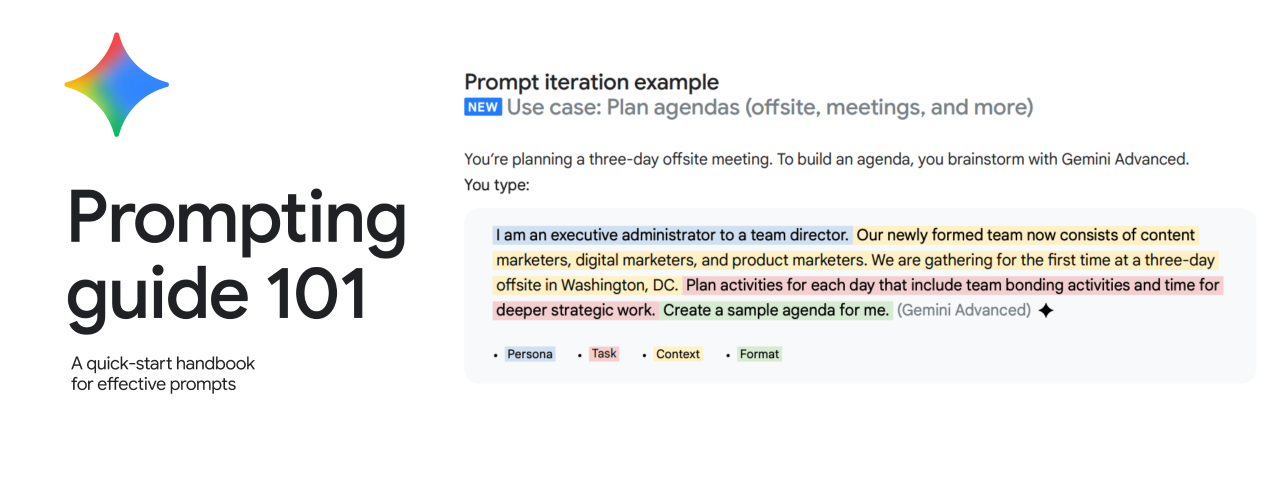 Prompting
guide 101
A quick-start handbook
for effective prompts
Prompt iteration example
NEW Use case: Plan agendas (offsite, meetings, and more)
You’re planning a three-day offsite meeting. To build an agenda, you brainstorm with Gemini Advanced.
You type:
I am an executive administrator to a team director. Our newly formed team now consists of content
marketers, digital marketers, and product marketers. We are gathering for the first time at a three-day
offsite in Washington, DC. Plan activities for each day that include team bonding activities and time for
deeper strategic work. Create a sample agenda for me. (Gemini Advanced)
• Persona • Task • Context • Format